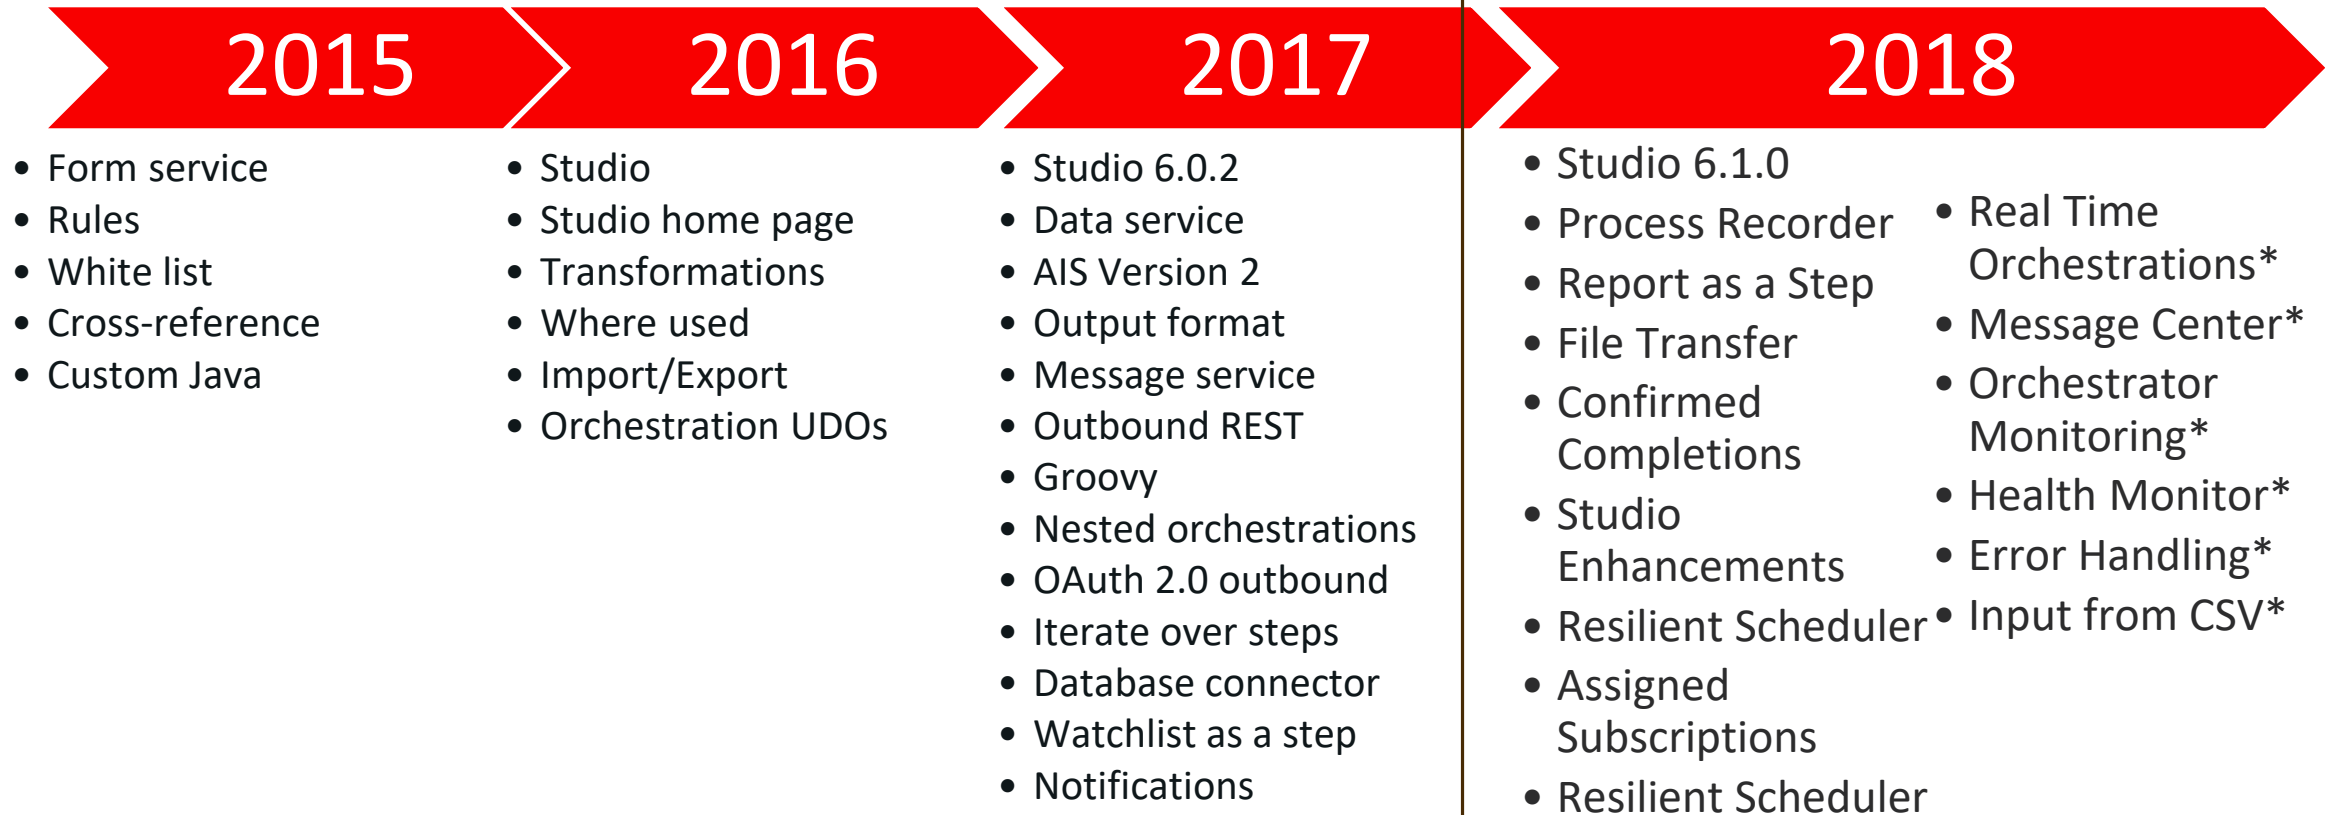 2015
2016
2017
2018
• Form service
• Rules
• White list
• Cross-reference
• Custom Java
• Studio
• Studio home page
• Transformations
• Where used
• Import/Export
• Orchestration UDOs
• Studio 6.0.2
• Data service
• AIS Version 2
• Output format
• Message service
• Outbound REST
• Groovy
• Nested orchestrations
• OAuth 2.0 outbound
• Iterate over steps
• Database connector
• Watchlist as a step
• Notifications
• Studio 6.1.0
• Process Recorder
• Report as a Step
• File Transfer
• Confirmed
Completions
• Studio
Enhancements
• Resilient Scheduler
• Assigned
Subscriptions
• Resilient Scheduler
• Real Time
Orchestrations*
• Message Center*
• Orchestrator
Monitoring*
• Health Monitor*
• Error Handling*
• Input from CSV*